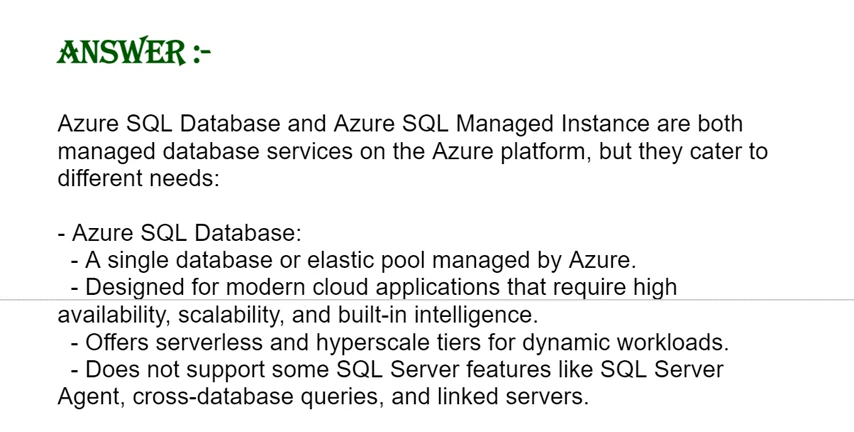 ANSWER :-
Azure SQL Database and Azure SQL Managed Instance are both
managed database services on the Azure platform, but they cater to
different needs:
- Azure SQL Database:
- A single database or elastic pool managed by Azure.
- Designed for modern cloud applications that require high
availability, scalability, and built-in intelligence.
- Offers serverless and hyperscale tiers for dynamic workloads.
- Does not support some SQL Server features like SQL Server
Agent, cross-database queries, and linked servers.